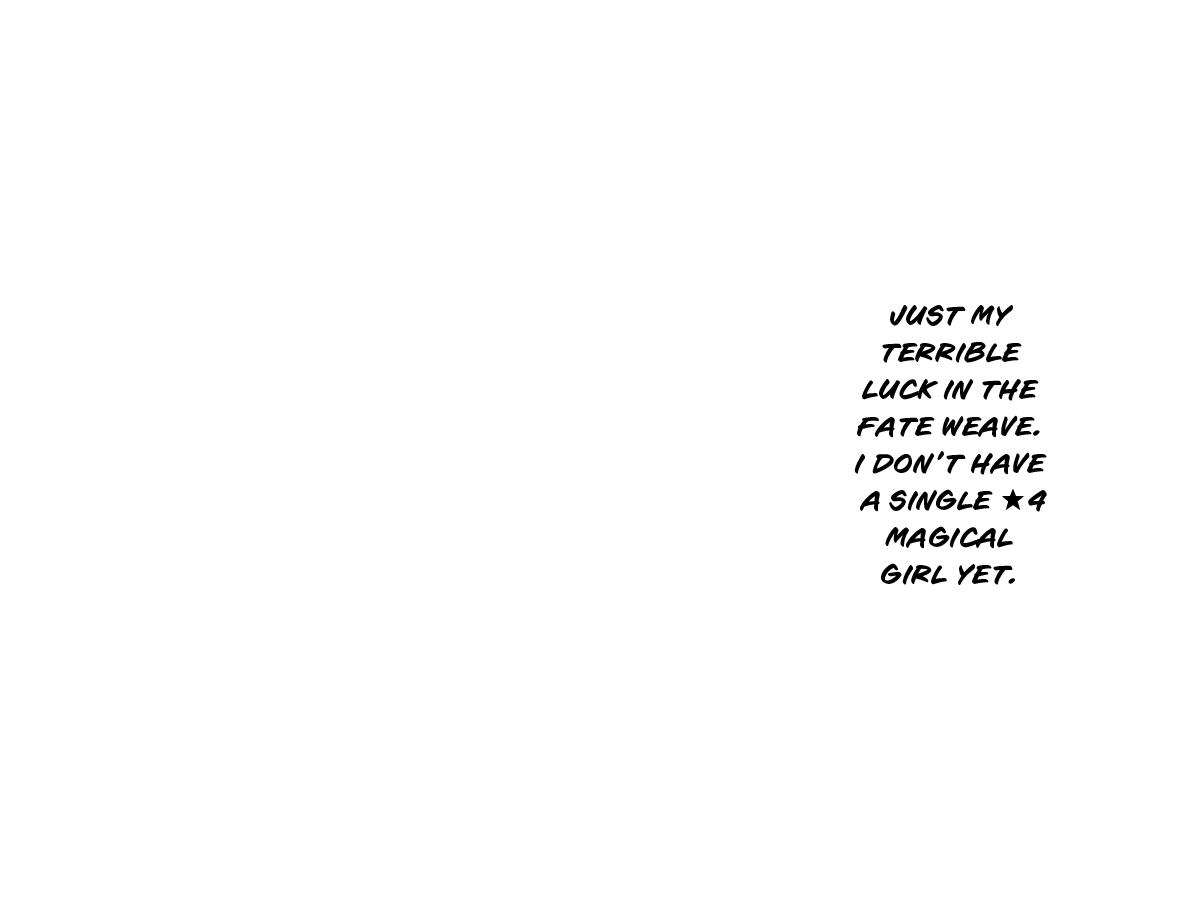 JUST MY
TERRIBLE
LUCK IN THE
FATE WEAVE.
I DON'T HAVE
A SINGLE ★4
MAGICAL
GIRL YET.